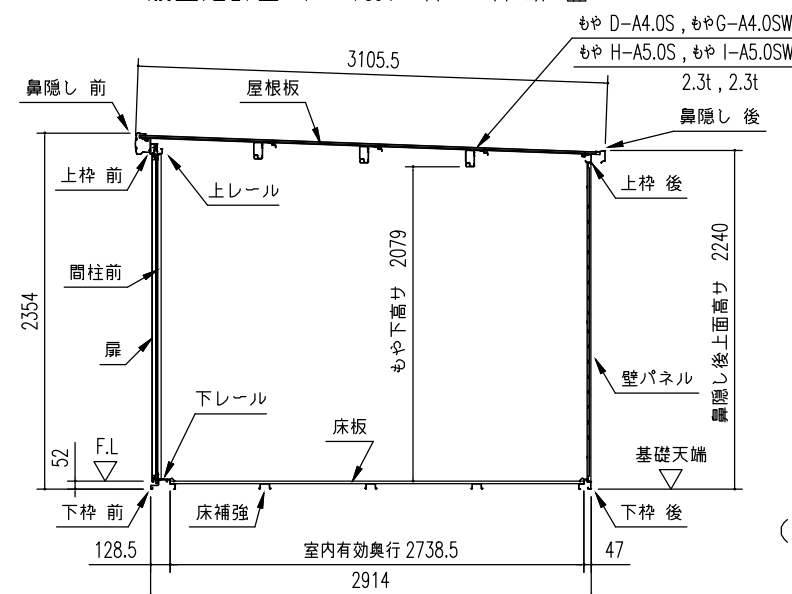 もや D-A4.0S , もや G-A4.0SW
もや H-A5.0S , もや I-A5.0SW
2.3t , 2.3t
3105.5
鼻隠し 前
屋根板
鼻隠し 後
上枠 前
上レール
上枠 後
間柱前
もや下高サ 2079
鼻隠し後上面高サ 2240
2354
扉
壁パネル
下レール
床板
52
F.L
基礎天端
下枠 前
床補強
下枠 後
128.5
室内有効奥行 2738.5
47
2914
(